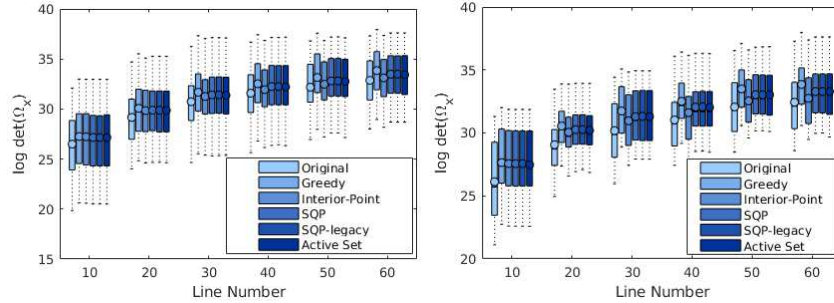 40
35
30
25
20
15
log det(Ωx)
10 20 30 40 50 60
Line Number
Original
Greedy
Interior-Point
SQP
SQP-legacy
Active Set
40
35
30
25
20
log det(Ωx)
10 20 30 40 50 60
Line Number
Original
Greedy
Interior-Point
SQP
SQP-legacy
Active Set